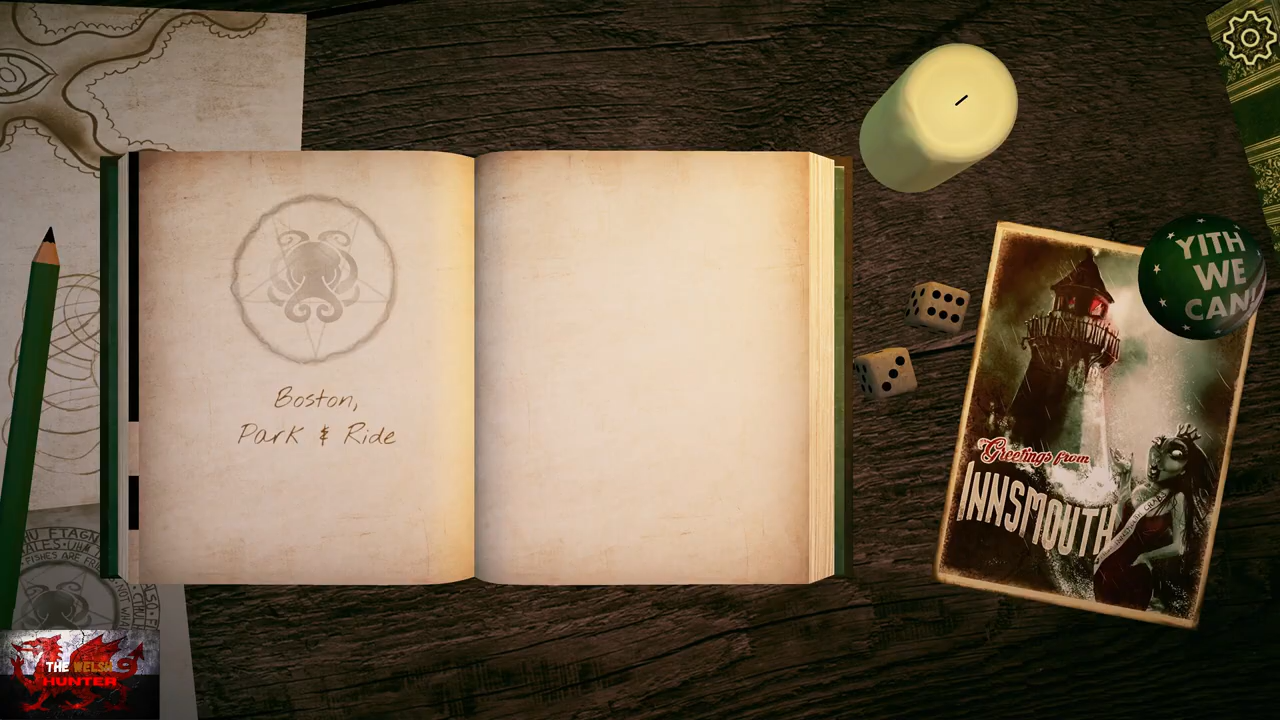 Boston,
Park & Ride
YITH
WE
CAN!
Greetings from
INNSMOUTH
THE WELSH
HUNTER